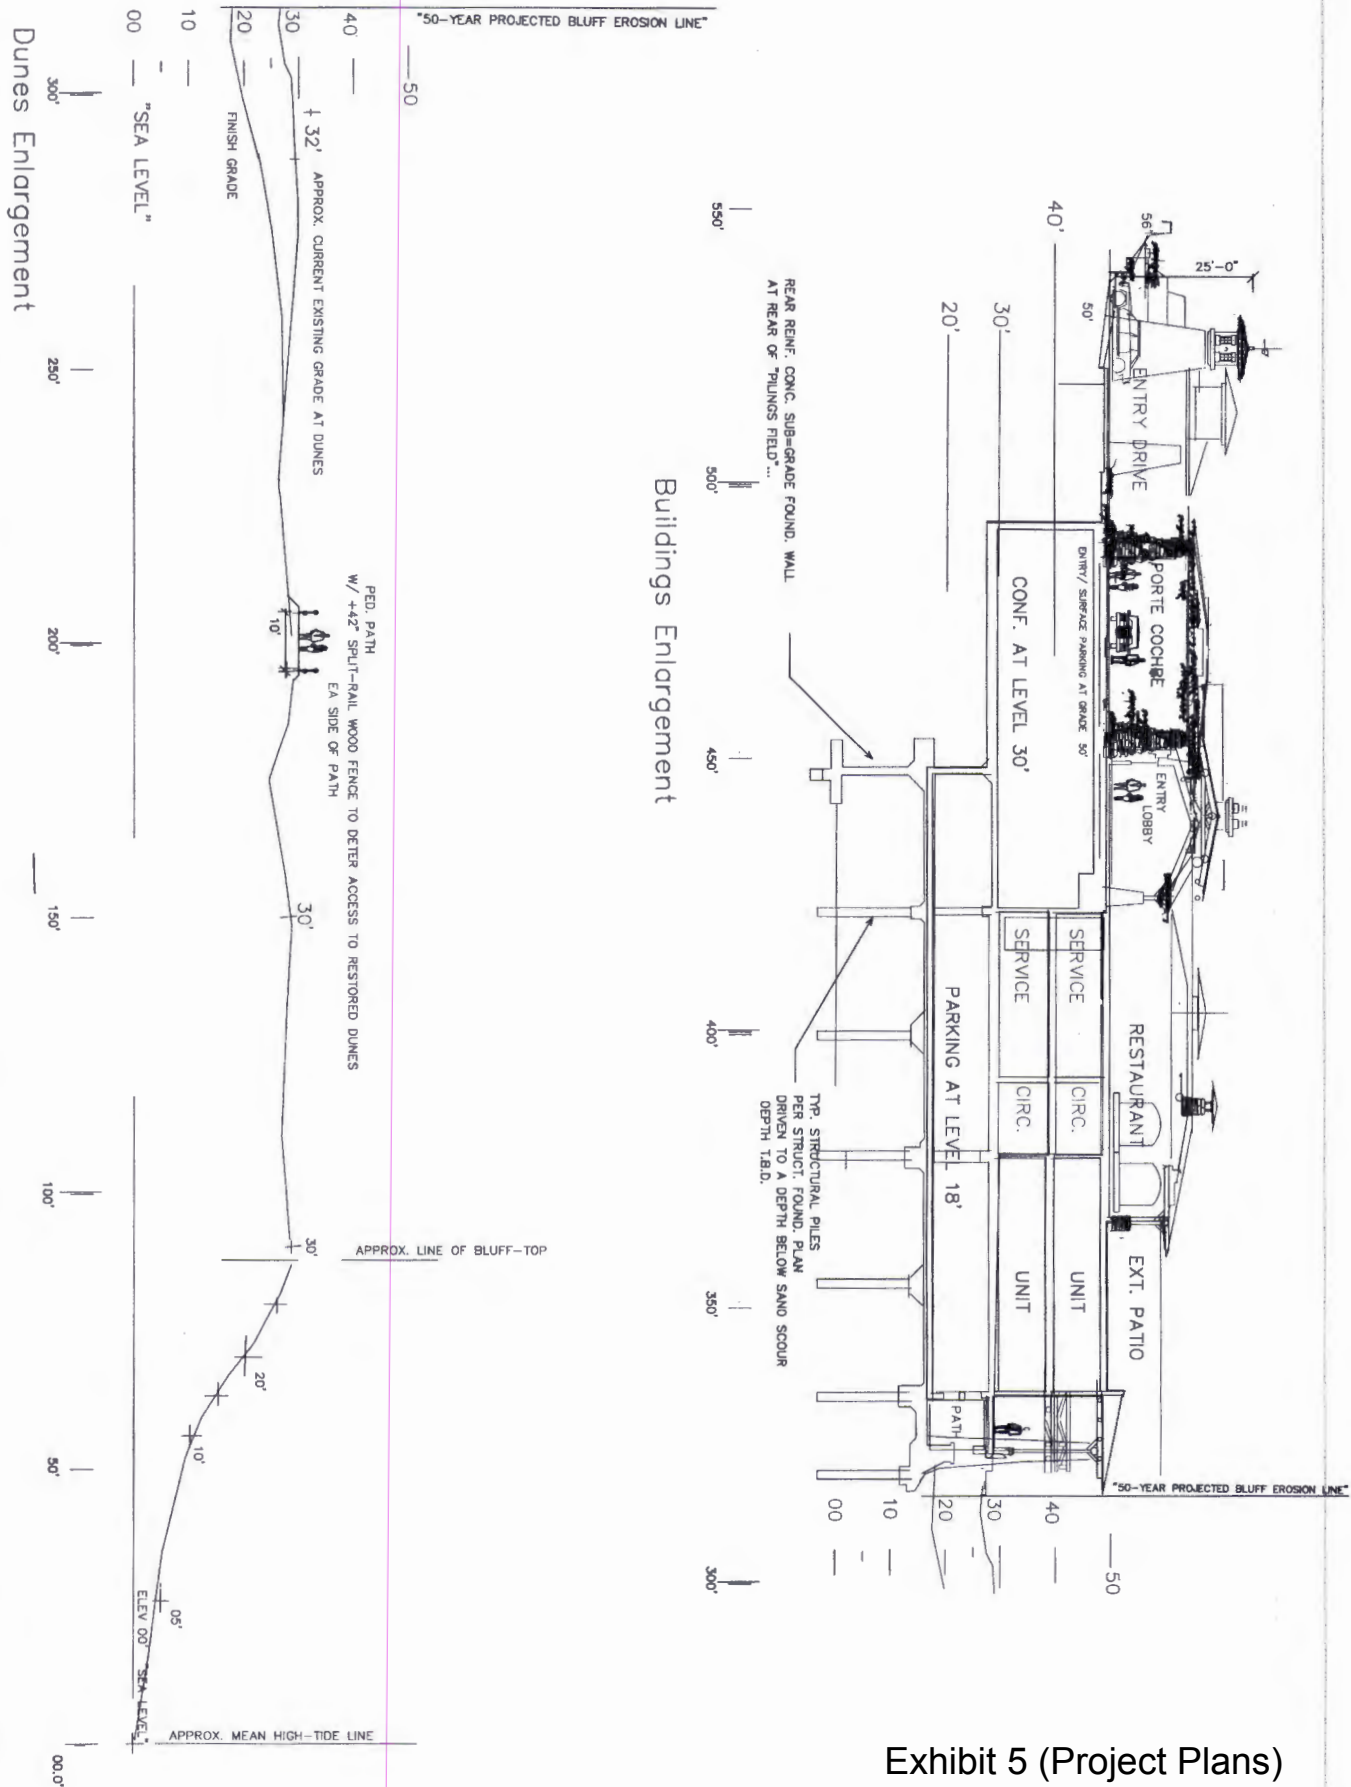 "50-YEAR PROJECTED BLUFF EROSION LINE"
50
40
30
20
10
00
"SEA LEVEL"
FINISH GRADE
+ 32' APPROX. CURRENT EXISTING GRADE AT DUNES
PED. PATH
W/ +42" SPLIT-RAIL WOOD FENCE TO DETER ACCESS TO RESTORED DUNES
EA SIDE OF PATH
10'
30'
30'
APPROX. LINE OF BLUFF-TOP
20'
10'
05'
ELEV 00' "SEA LEVEL"
APPROX. MEAN HIGH-TIDE LINE
300'
250'
200'
150'
100'
50'
00.0'
Dunes Enlargement
56'
25'-0"
50'
40'
30'
20'
ENTRY DRIVE
PORTE COCHRE
ENTRY
LOBBY
RESTAURANT
EXT. PATIO
ENTRY/ SURFACE PARKING AT GRADE 50'
CONF. AT LEVEL 30'
SERVICE
SERVICE
CIRC.
CIRC.
UNIT
UNIT
PARKING AT LEVEL 18'
PATH
REAR REINF. CONC. SUB=GRADE FOUND. WALL
AT REAR OF "PILINGS FIELD"...
TYP. STRUCTURAL PILES
PER STRUCT. FOUND. PLAN
DRIVEN TO A DEPTH BELOW SAND SCOUR
DEPTH T.B.D.
"50-YEAR PROJECTED BLUFF EROSION LINE"
50
40
30
20
10
00
550'
500'
450'
400'
350'
300'
Buildings Enlargement
Exhibit 5 (Project Plans)